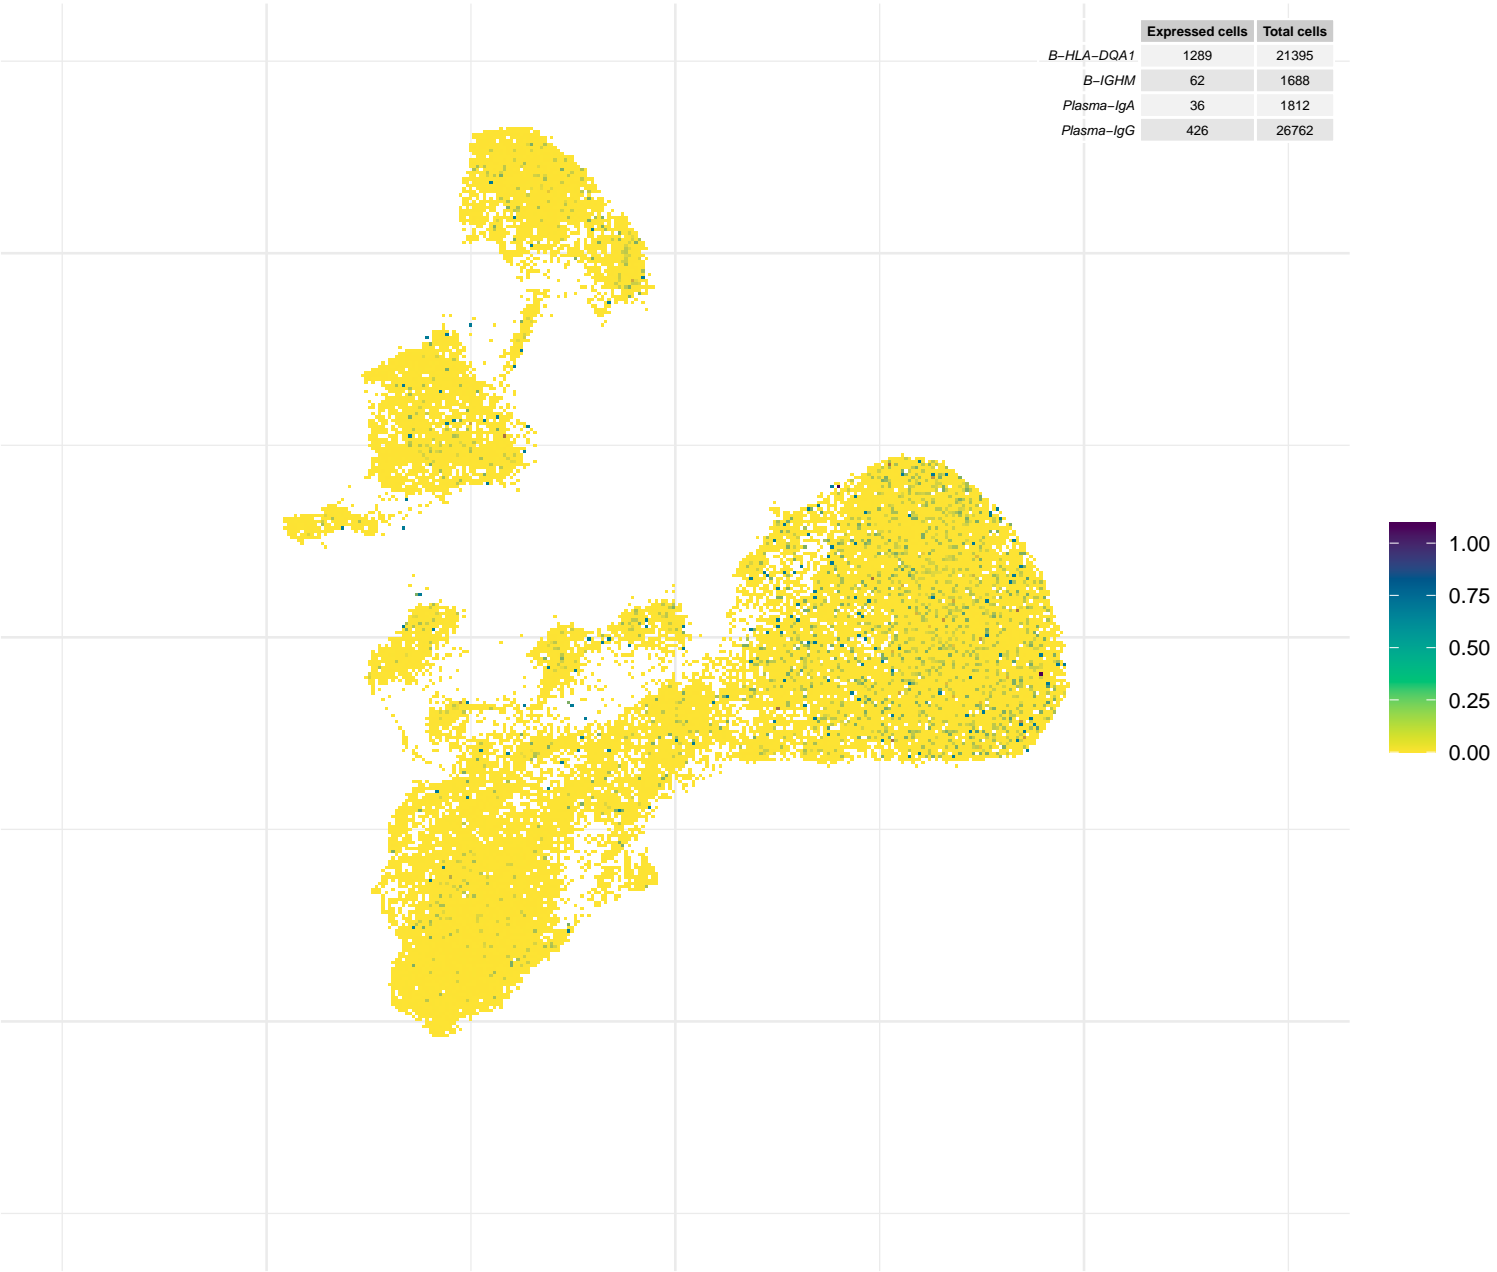 Expressed cells Total cells
B−HLA−DQA1 1289 21395
B−IGHM 62 1688
Plasma−IgA 36 1812
Plasma−IgG 426 26762
1.00
0.75
0.50
0.25
0.00